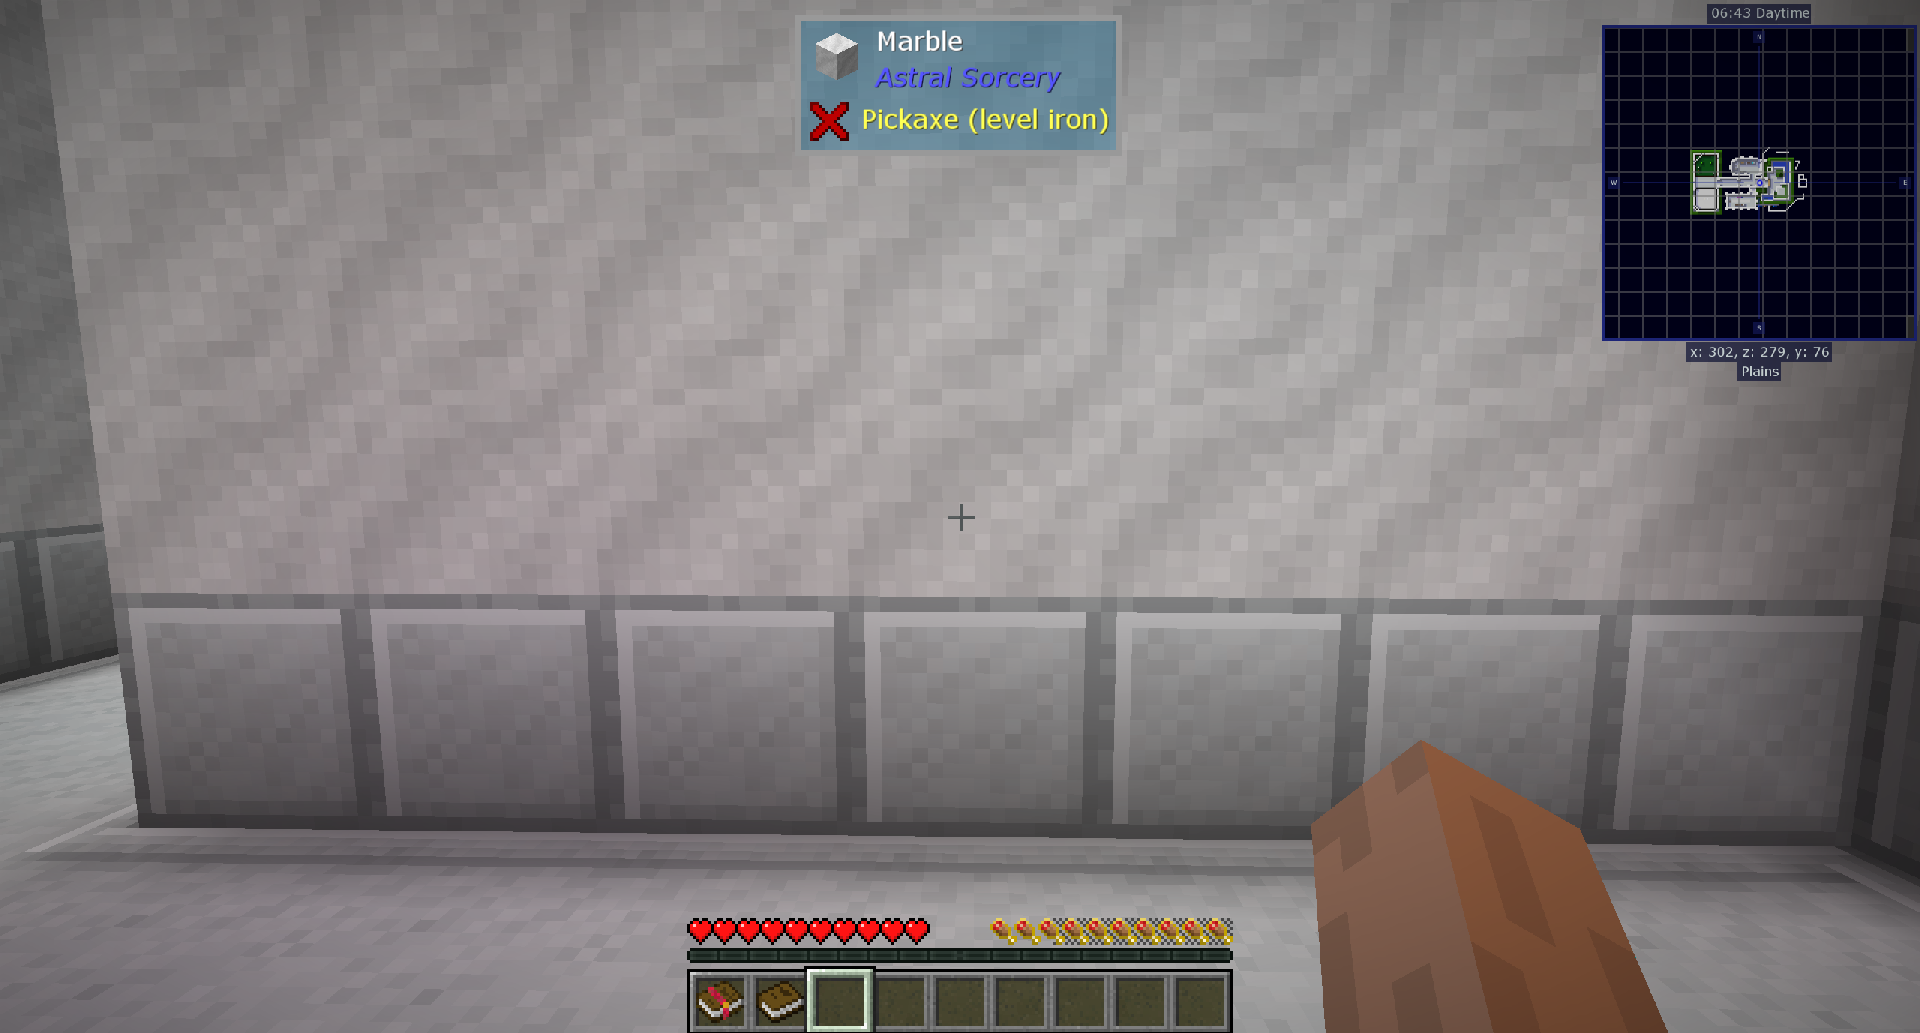 Marble
Astral Sorcery
Pickaxe (level iron)
06:43 Daytime
N
W
E
S
x: 302, z: 279, y: 76
Plains